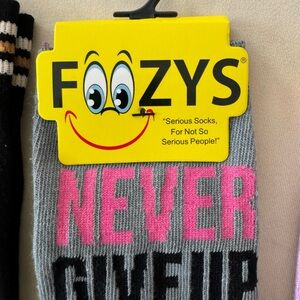 FOOZYS®
"Serious Socks,
For Not So
Serious People!"
NEVER
GIVE UP